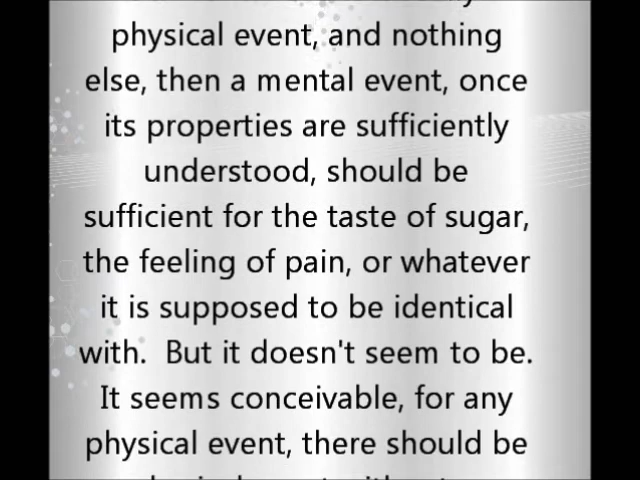 physical event, and nothing
else, then a mental event, once
its properties are sufficiently
understood, should be
sufficient for the taste of sugar,
the feeling of pain, or whatever
it is supposed to be identical
with.  But it doesn't seem to be.
It seems conceivable, for any
physical event, there should be